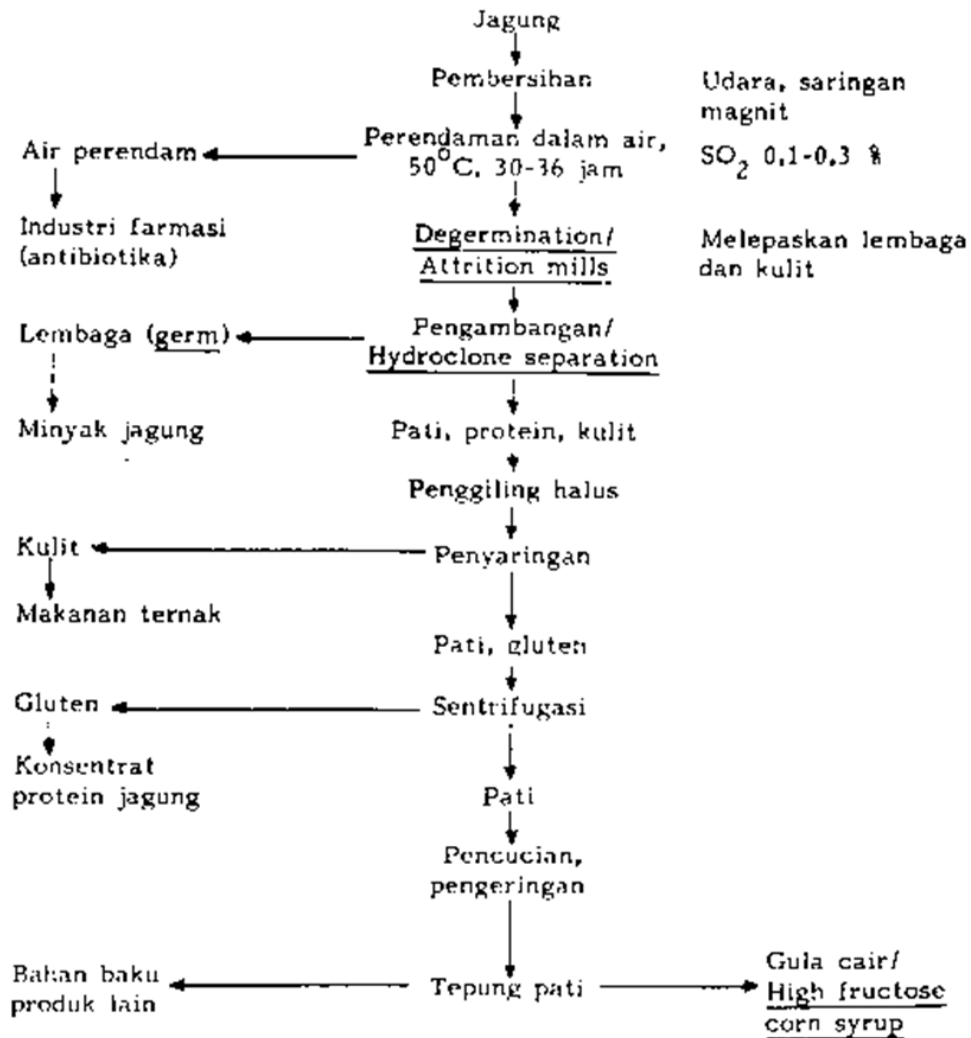 Jagung
Pembersihan
Udara, saringan
magnit
Air perendam
Perendaman dalam air,
50°C. 30-36 jam
SO2 0,1-0,3 %
Industri farmasi
(antibiotika)
Degermination/
Attrition mills
Melepaskan lembaga
dan kulit
Lembaga (germ)
Pengambangan/
Hydroclone separation
Minyak jagung
Pati, protein, kulit
Penggiling halus
Kulit
Penyaringan
Makanan ternak
Pati, gluten
Gluten
Sentrifugasi
Konsentrat
protein jagung
Pati
Pencucian,
pengeringan
Bahan baku
produk lain
Tepung pati
Gula cair/
High fructose
corn syrup